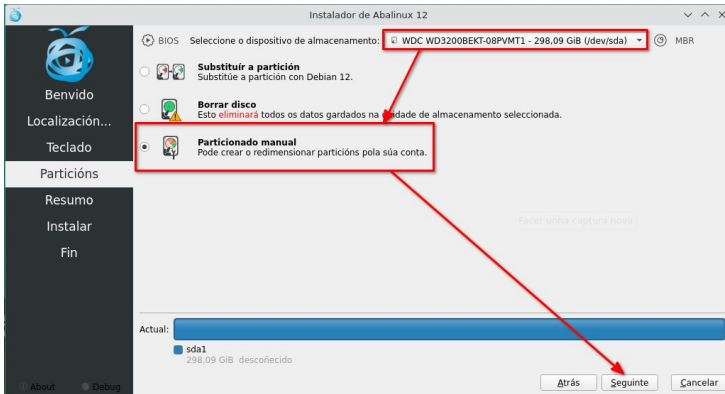 Instalador de Abalinux 12
BIOS Seleccione o dispositivo de almacenamento: WDC WD3200BEKT-08PVMT1 - 298,09 GiB (/dev/sda) MBR
Benvido
Localización...
Teclado
Particións
Resumo
Instalar
Fin
About Debug
Substituír a partición
Substitúe a partición con Debian 12.
Borrar disco
Esto eliminará todos os datos gardados na unidade de almacenamento seleccionada.
Particionado manual
Pode crear o redimensionar particións pola súa conta.
Facer unha captura nova
Actual:
sda1
298,09 GiB descoñecido
Atrás Seguinte Cancelar